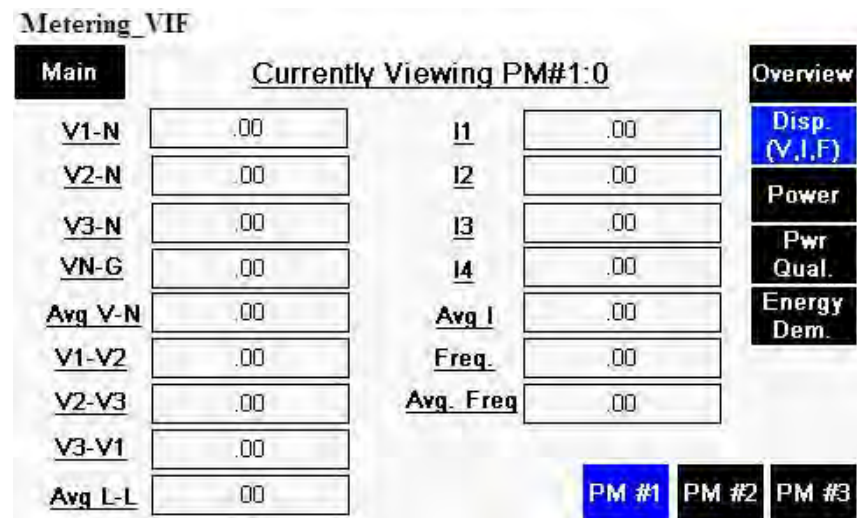 Metering_VIF
Main
Currently Viewing PM#1:0
Overview
V1-N .00
V2-N .00
V3-N .00
VN-G .00
Avg V-N .00
V1-V2 .00
V2-V3 .00
V3-V1 .00
Avg L-L .00
I1 .00
I2 .00
I3 .00
I4 .00
Avg I .00
Freq. .00
Avg. Freq .00
Disp.
(V,I,F)
Power
Pwr
Qual.
Energy
Dem.
PM #1 PM #2 PM #3